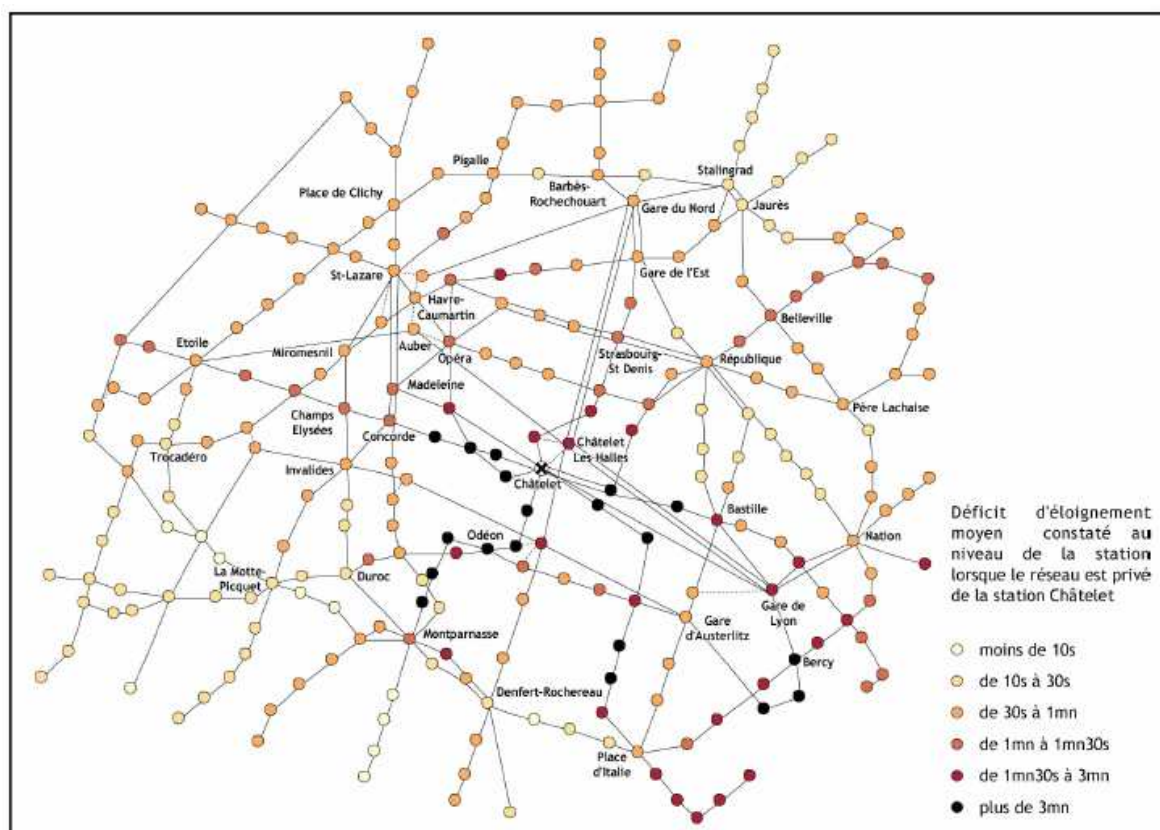 Pigalle
Stalingrad
Place de Clichy
Barbès-
Rochechouart
Jaurès
Gare du Nord
St-Lazare
Gare de l'Est
Havre-
Caumartin
Belleville
Etoile
Miromesnil
Auber
Opéra
Strasbourg-
St Denis
République
Madeleine
Père Lachaise
Champs
Elysées
Concorde
Châtelet
Les Halles
Trocadéro
Invalides
Châtelet
Bastille
Nation
Odéon
La Motte-
Picquet
Duroc
Gare de
Lyon
Gare
d'Austerlitz
Montparnasse
Bercy
Denfert-Rochereau
Place
d'Italie
Déficit d'éloignement
moyen constaté au
niveau de la station
lorsque le réseau est privé
de la station Châtelet
moins de 10s
de 10s à 30s
de 30s à 1mn
de 1mn à 1mn30s
de 1mn30s à 3mn
plus de 3mn